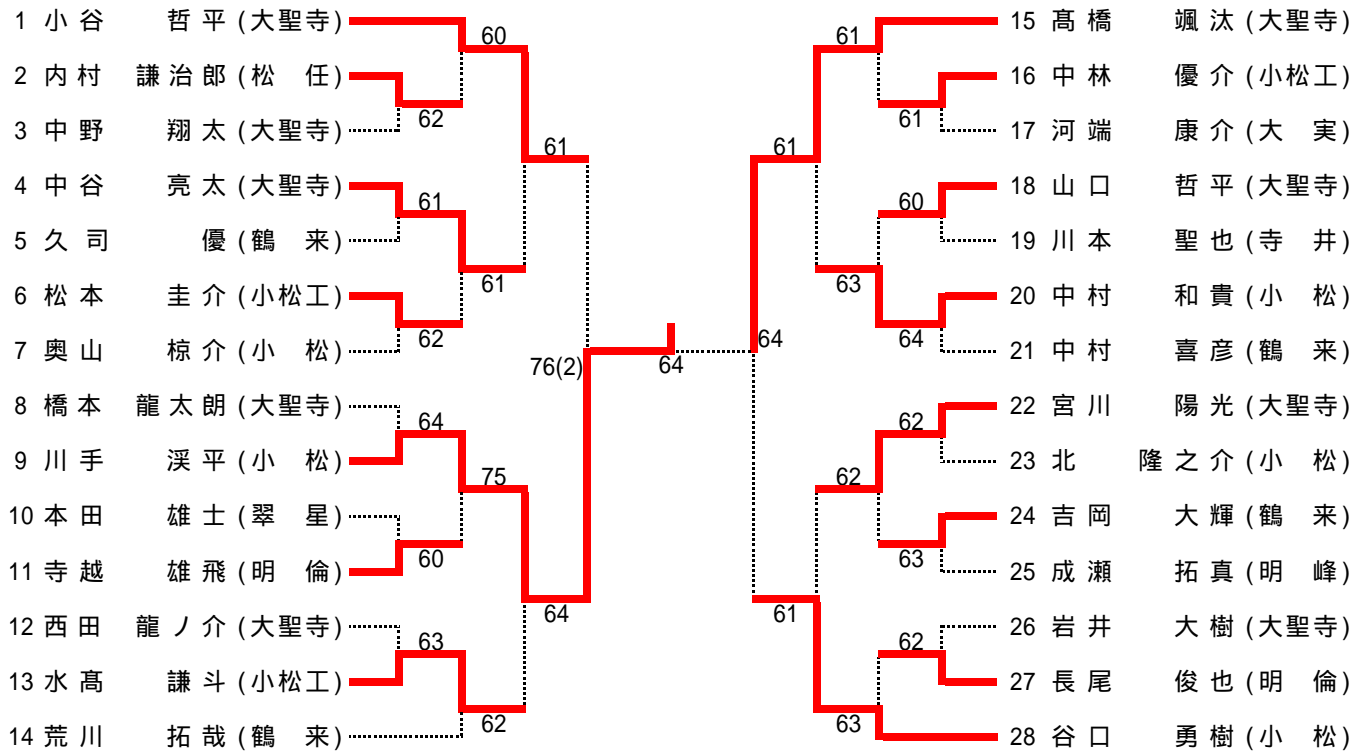 1 小谷 哲平 (大聖寺)
2 内村 謙治郎 (松 任)
3 中野 翔太 (大聖寺)
4 中谷 亮太 (大聖寺)
5 久司 優 (鶴 来)
6 松本 圭介 (小松工)
7 奥山 椋介 (小 松)
8 橋本 龍太朗 (大聖寺)
9 川手 渓平 (小 松)
10 本田 雄士 (翠 星)
11 寺越 雄飛 (明 倫)
12 西田 龍ノ介 (大聖寺)
13 水髙 謙斗 (小松工)
14 荒川 拓哉 (鶴 来)
60
62
61
61
61
62
76(2)
64
75
60
64
63
62
64
64
61
61
61
60
63
64
62
62
63
61
62
63
15 髙橋 颯汰 (大聖寺)
16 中林 優介 (小松工)
17 河端 康介 (大 実)
18 山口 哲平 (大聖寺)
19 川本 聖也 (寺 井)
20 中村 和貴 (小 松)
21 中村 喜彦 (鶴 来)
22 宮川 陽光 (大聖寺)
23 北 隆之介 (小 松)
24 吉岡 大輝 (鶴 来)
25 成瀬 拓真 (明 峰)
26 岩井 大樹 (大聖寺)
27 長尾 俊也 (明 倫)
28 谷口 勇樹 (小 松)